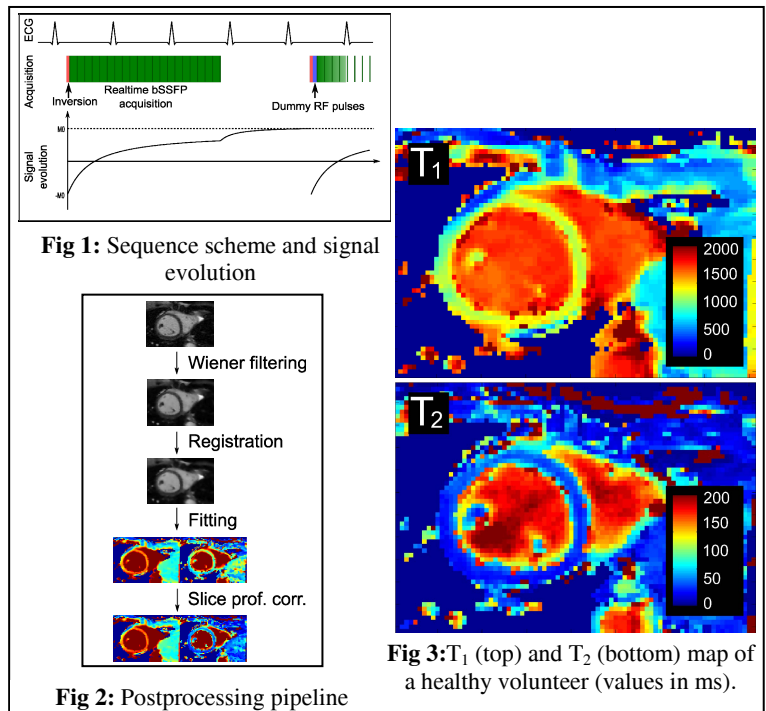 ECG
Acquisition
Realtime bSSFP
acquisition
Inversion
Dummy RF pulses
Signal
evolution
M0
-M0
Fig 1: Sequence scheme and signal
evolution
Wiener filtering
Registration
Fitting
Slice prof. corr.
Fig 2: Postprocessing pipeline
T₁
2000
1500
1000
500
0
T₂
200
150
100
50
0
Fig 3:T₁ (top) and T₂ (bottom) map of
a healthy volunteer (values in ms).